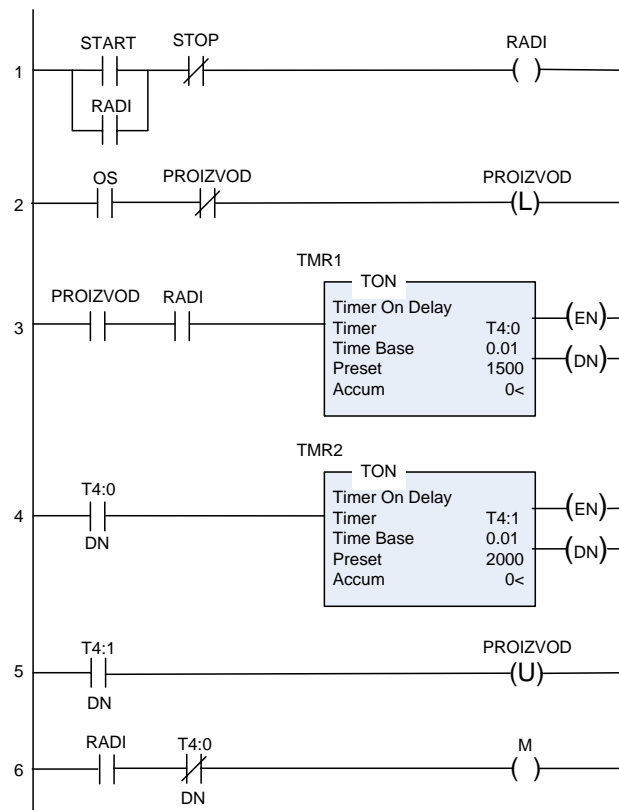 START STOP RADI
1
RADI
OS PROIZVOD PROIZVOD
2 (L)
TMR1
TON
PROIZVOD RADI
Timer On Delay
3 Timer T4:0 (EN)
Time Base 0.01
Preset 1500 (DN)
Accum 0<
TMR2
TON
T4:0
Timer On Delay
4 Timer T4:1 (EN)
DN
Time Base 0.01
Preset 2000 (DN)
Accum 0<
T4:1 PROIZVOD
5 (U)
DN
RADI T4:0 M
6 ( )
DN